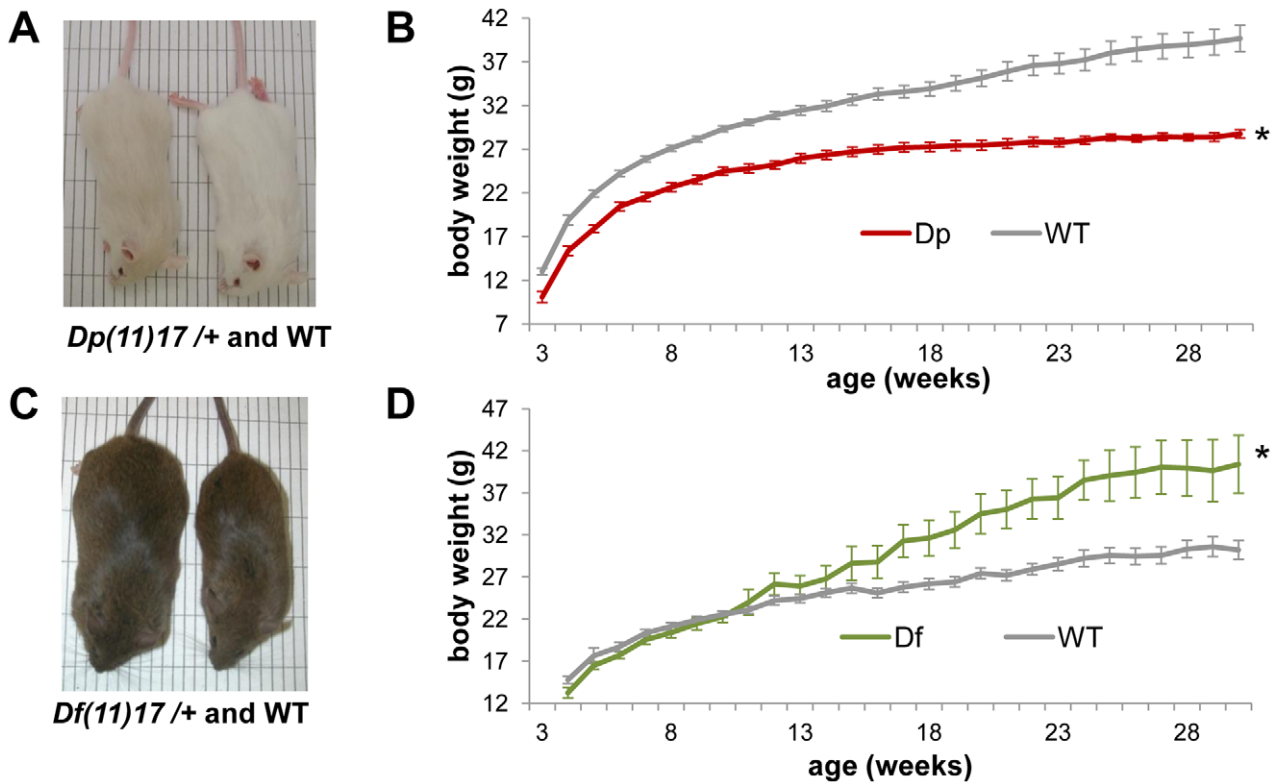 A
Dp(11)17 /+ and WT
B
body weight (g)
42
37
32
27
22
17
12
7
*
Dp
WT
3
8
13
18
23
28
age (weeks)
C
Df(11)17 /+ and WT
D
body weight (g)
47
42
37
32
27
22
17
12
*
Df
WT
3
8
13
18
23
28
age (weeks)